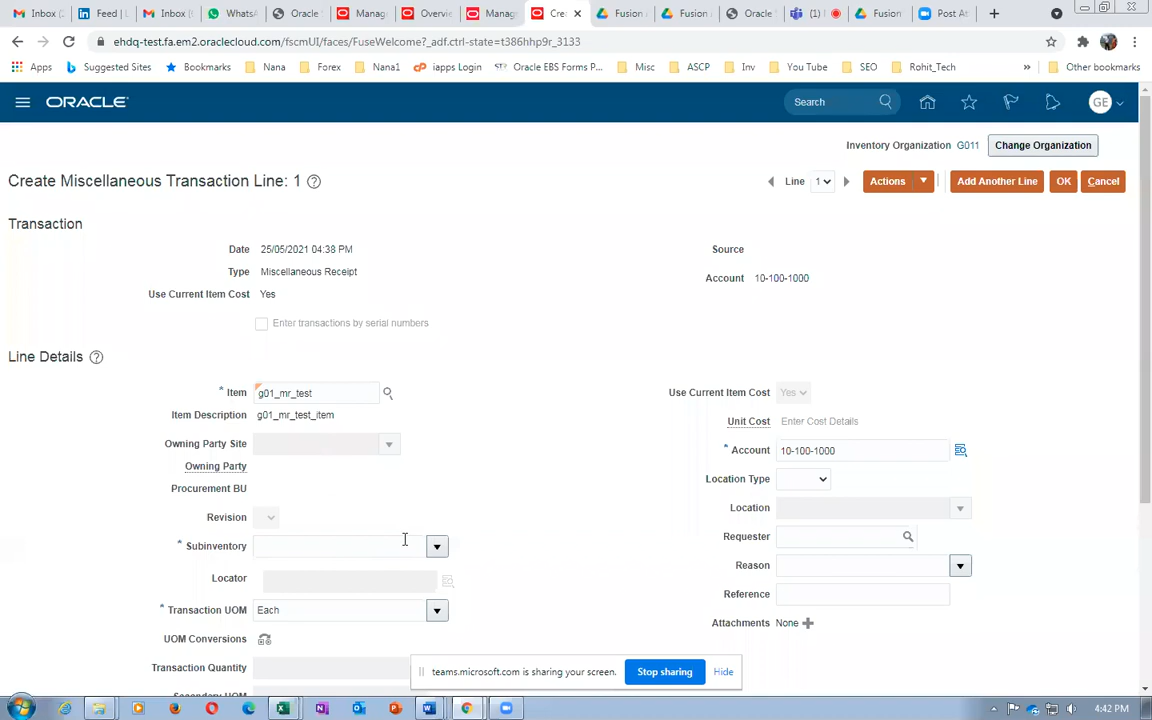 Inbox (
Feed | L
Inbox (
WhatsA
Oracle
Manage
Overvie
Manag
Cre
Fusion A
Fusion A
Oracle
(1)
Fusion
Post At
ehdq-test.fa.em2.oraclecloud.com/fscmUI/faces/FuseWelcome?_adf.ctrl-state=t386hhp9r_3133
Apps Suggested Sites Bookmarks Nana Forex Nana1 iapps Login Oracle EBS Forms P... Misc ASCP Inv You Tube SEO Rohit_Tech » Other bookmarks
ORACLE Search GE
Inventory Organization G011 Change Organization
Create Miscellaneous Transaction Line: 1 Line 1 Actions Add Another Line OK Cancel
Transaction
Date 25/05/2021 04:38 PM Source
Type Miscellaneous Receipt Account 10-100-1000
Use Current Item Cost Yes
Enter transactions by serial numbers
Line Details
* Item g01_mr_test Use Current Item Cost Yes
Item Description g01_mr_test_item Unit Cost Enter Cost Details
Owning Party Site * Account 10-100-1000
Owning Party Location Type
Procurement BU Location
Revision Requester
* Subinventory Reason
Locator Reference
* Transaction UOM Each Attachments None
UOM Conversions
Transaction Quantity
teams.microsoft.com is sharing your screen. Stop sharing Hide
4:42 PM